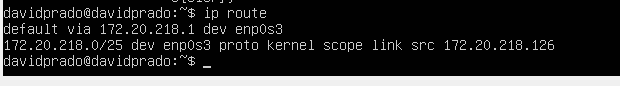 davidprado@davidprado:~$ ip route
default via 172.20.218.1 dev enp0s3
172.20.218.0/25 dev enp0s3 proto kernel scope link src 172.20.218.126
davidprado@davidprado:~$ _